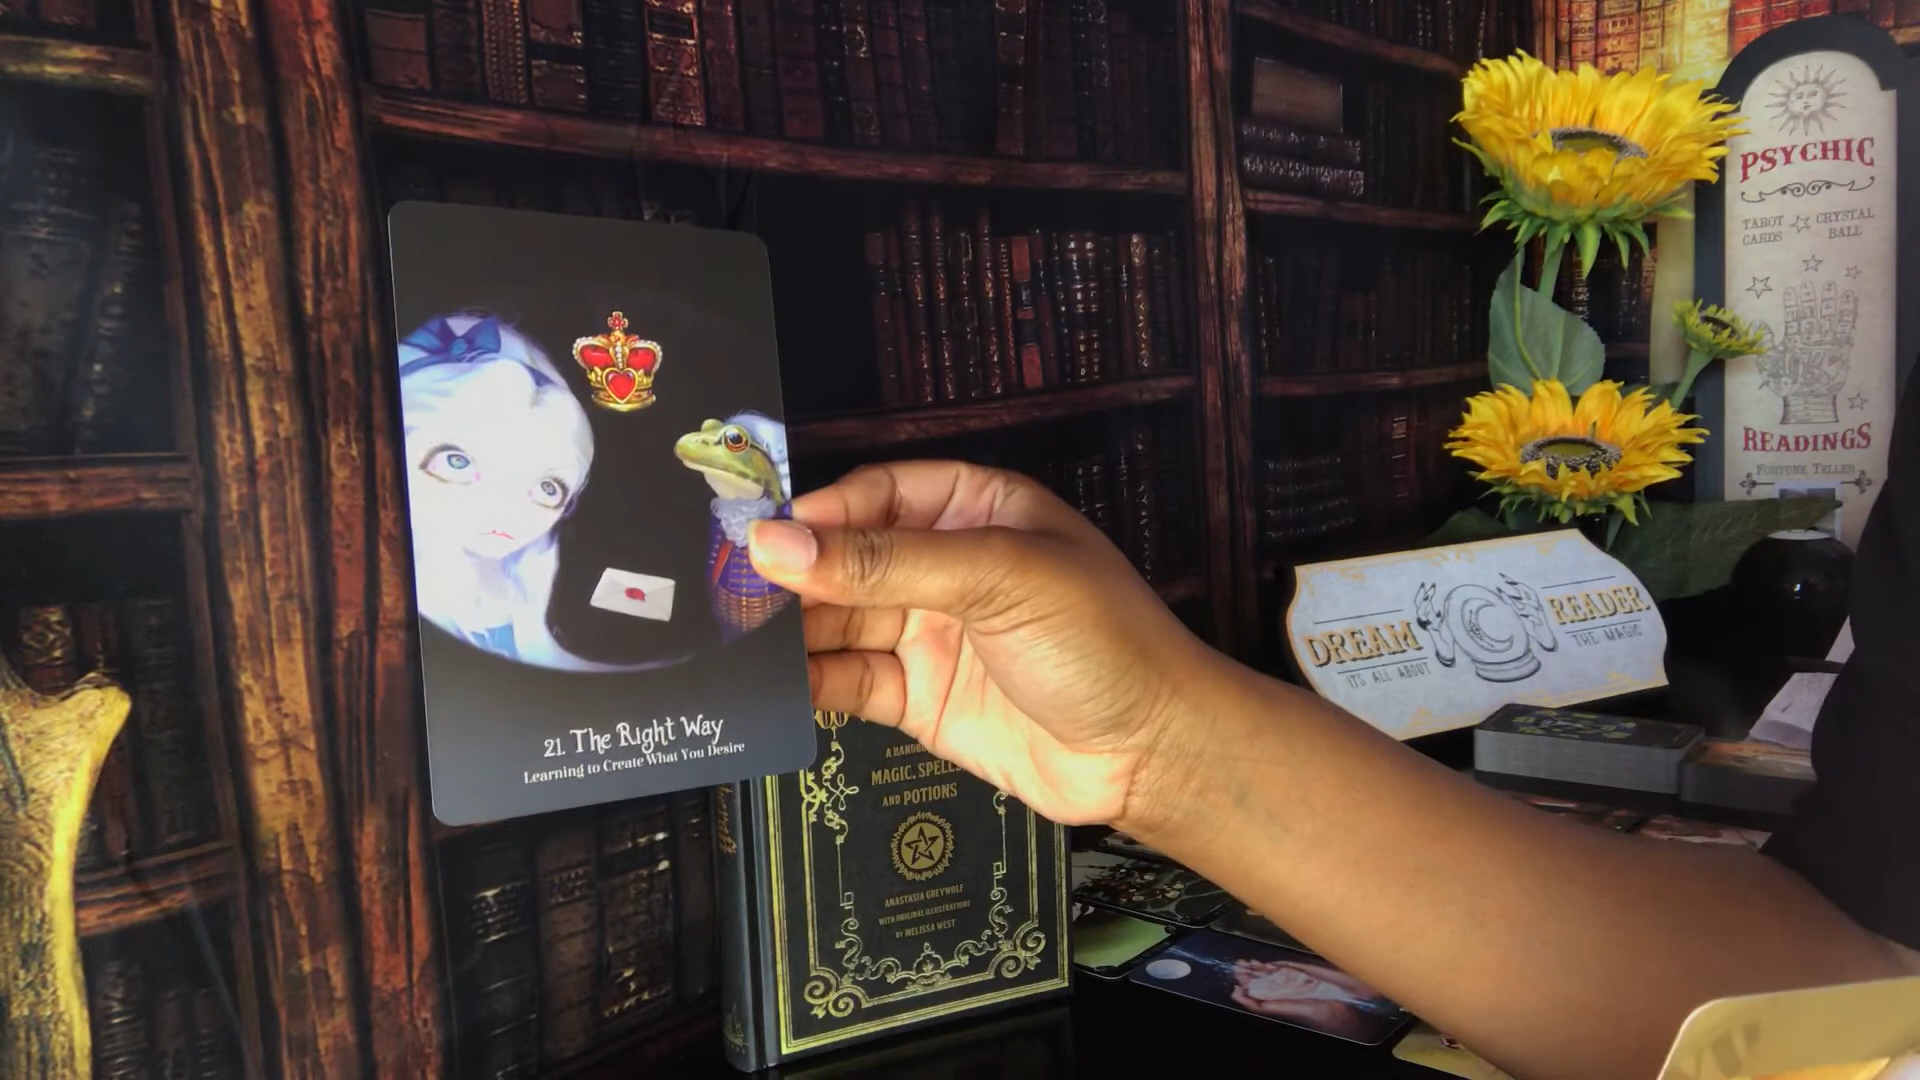 21. The Right Way
Learning to Create What You Desire
A HANDBOOK
MAGIC, SPELLS
AND POTIONS
ANASTASIA GREYWOLF
WITH ORIGINAL ILLUSTRATIONS
BY MELISSA WEST
PSYCHIC
TAROT CARDS
CRYSTAL BALL
READINGS
FORTUNE TELLER
DREAM READER
IT'S ALL ABOUT THE MAGIC